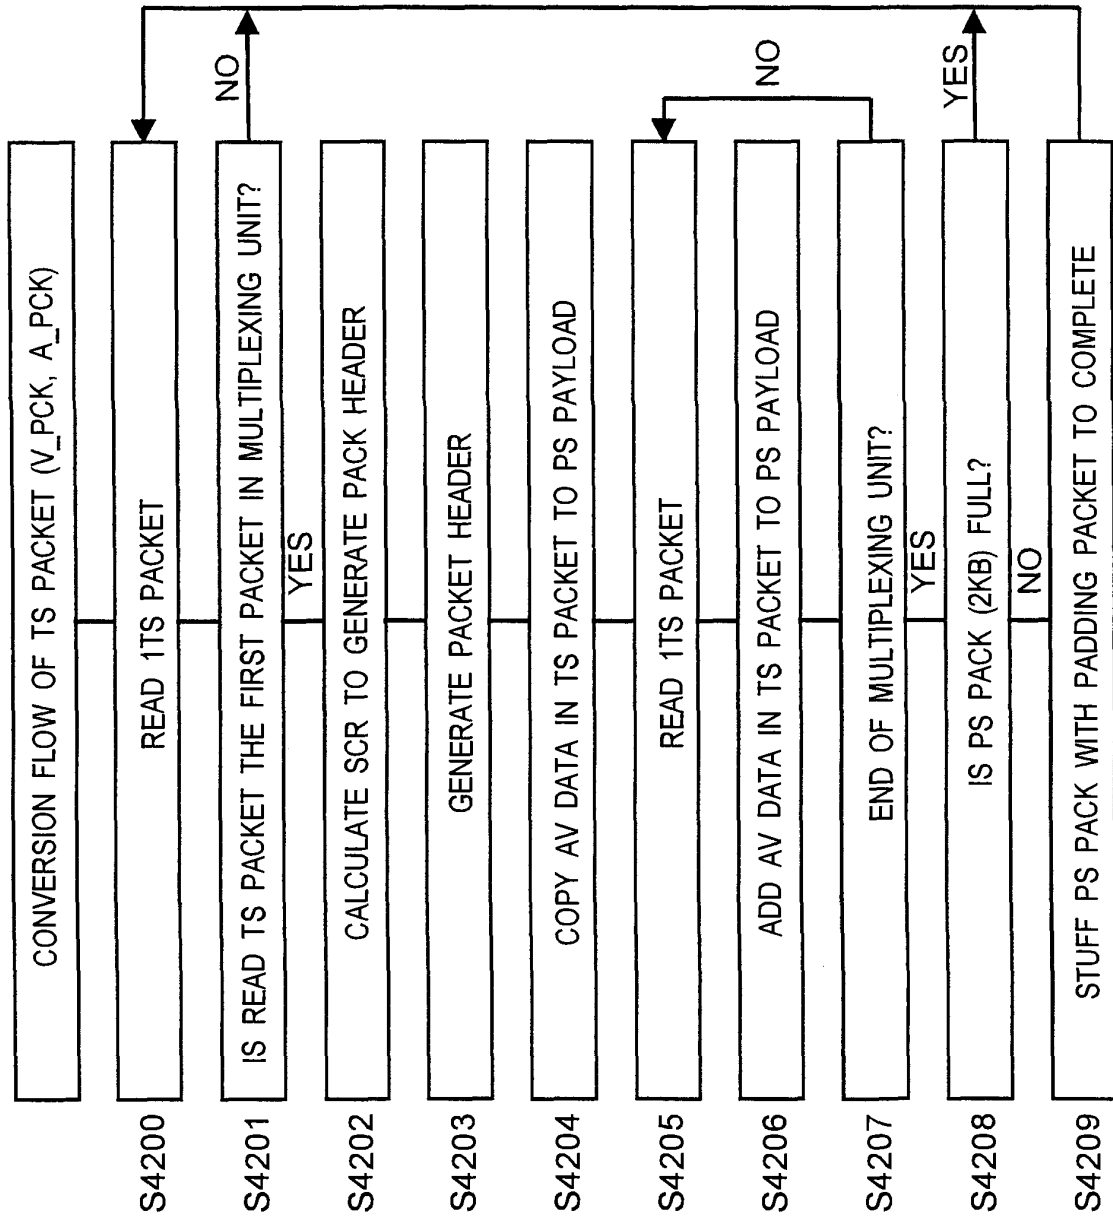 CONVERSION FLOW OF TS PACKET (V_PCK, A_PCK)
S4200
READ 1TS PACKET
S4201
IS READ TS PACKET THE FIRST PACKET IN MULTIPLEXING UNIT?
NO
YES
S4202
CALCULATE SCR TO GENERATE PACK HEADER
S4203
GENERATE PACKET HEADER
S4204
COPY AV DATA IN TS PACKET TO PS PAYLOAD
S4205
READ 1TS PACKET
S4206
ADD AV DATA IN TS PACKET TO PS PAYLOAD
NO
S4207
END OF MULTIPLEXING UNIT?
YES
S4208
IS PS PACK (2KB) FULL?
YES
NO
S4209
STUFF PS PACK WITH PADDING PACKET TO COMPLETE